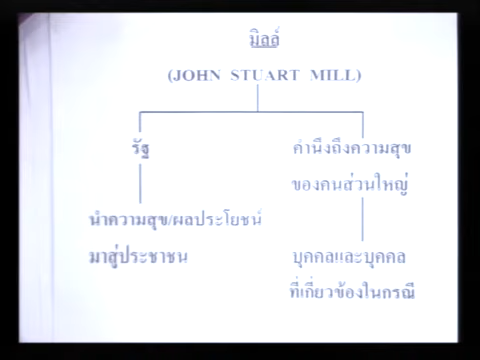 มิลล์
(JOHN STUART MILL)
รัฐ
นำความสุข/ผลประโยชน์
มาสู่ประชาชน
คำนึงถึงความสุข
ของคนส่วนใหญ่
บุคคลและบุคคล
ที่เกี่ยวข้องในกรณี